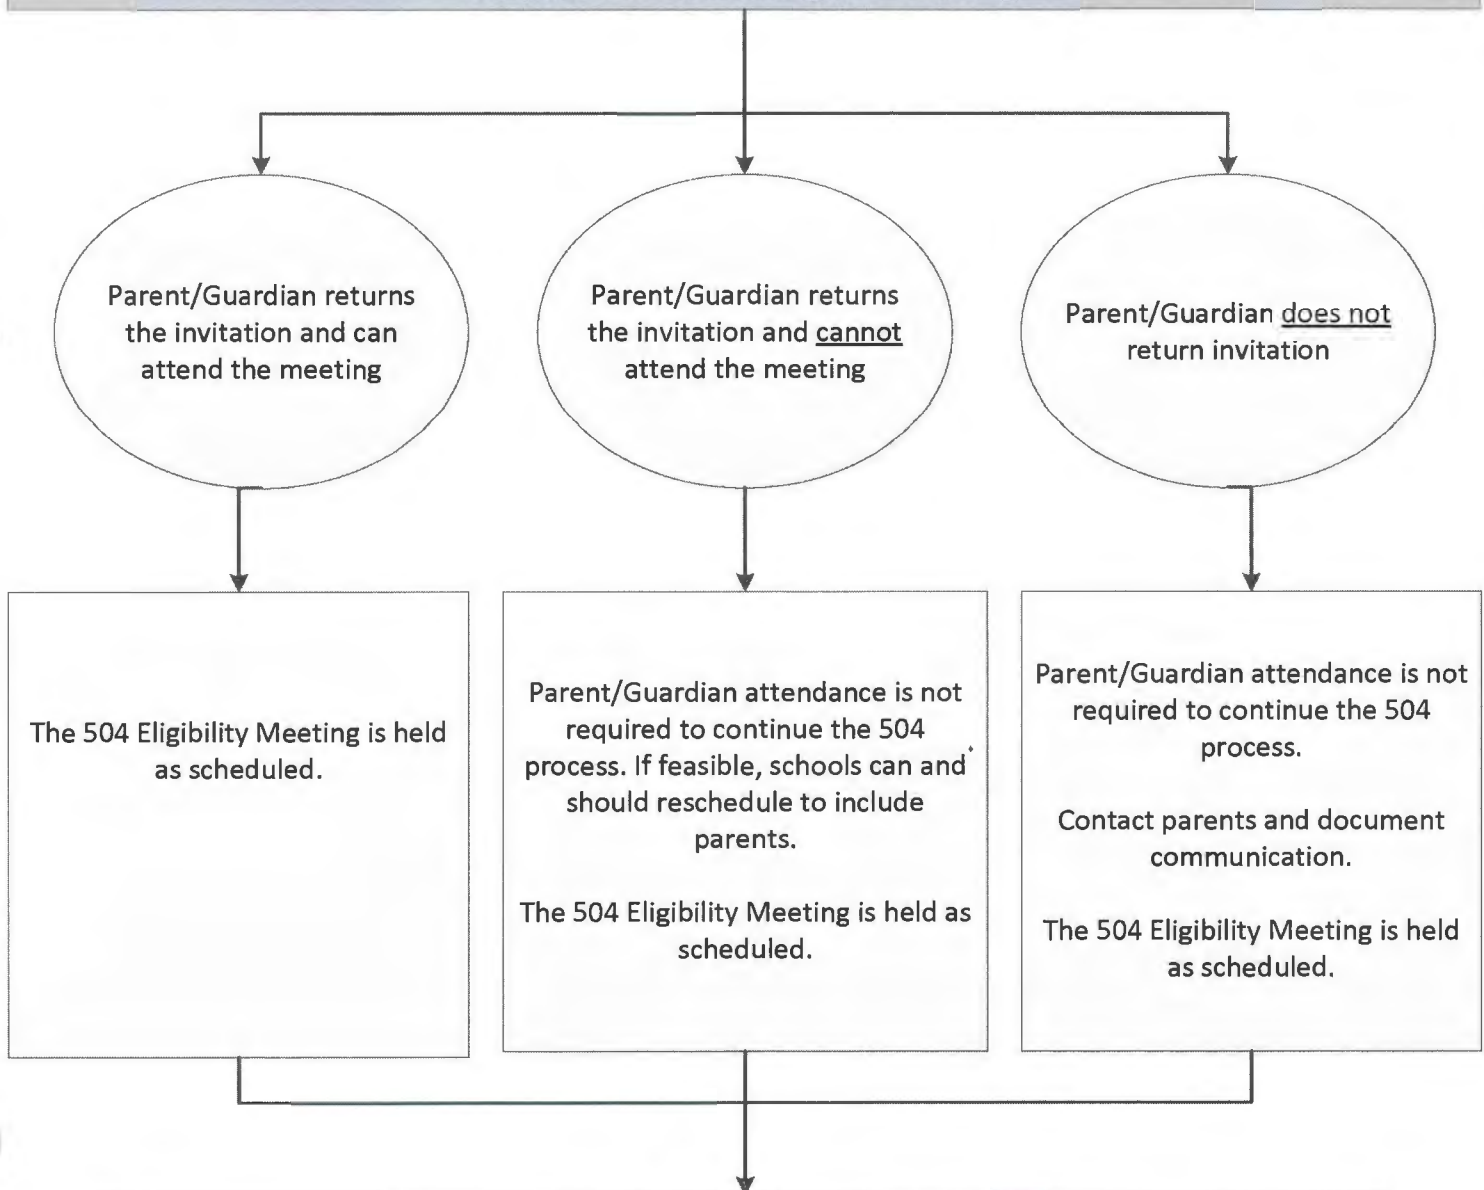 Parent/Guardian returns
the invitation and can
attend the meeting
Parent/Guardian returns
the invitation and cannot
attend the meeting
Parent/Guardian does not
return invitation
The 504 Eligibility Meeting is held
as scheduled.
Parent/Guardian attendance is not
required to continue the 504
process. If feasible, schools can and
should reschedule to include
parents.
The 504 Eligibility Meeting is held as
scheduled.
Parent/Guardian attendance is not
required to continue the 504
process.
Contact parents and document
communication.
The 504 Eligibility Meeting is held
as scheduled.